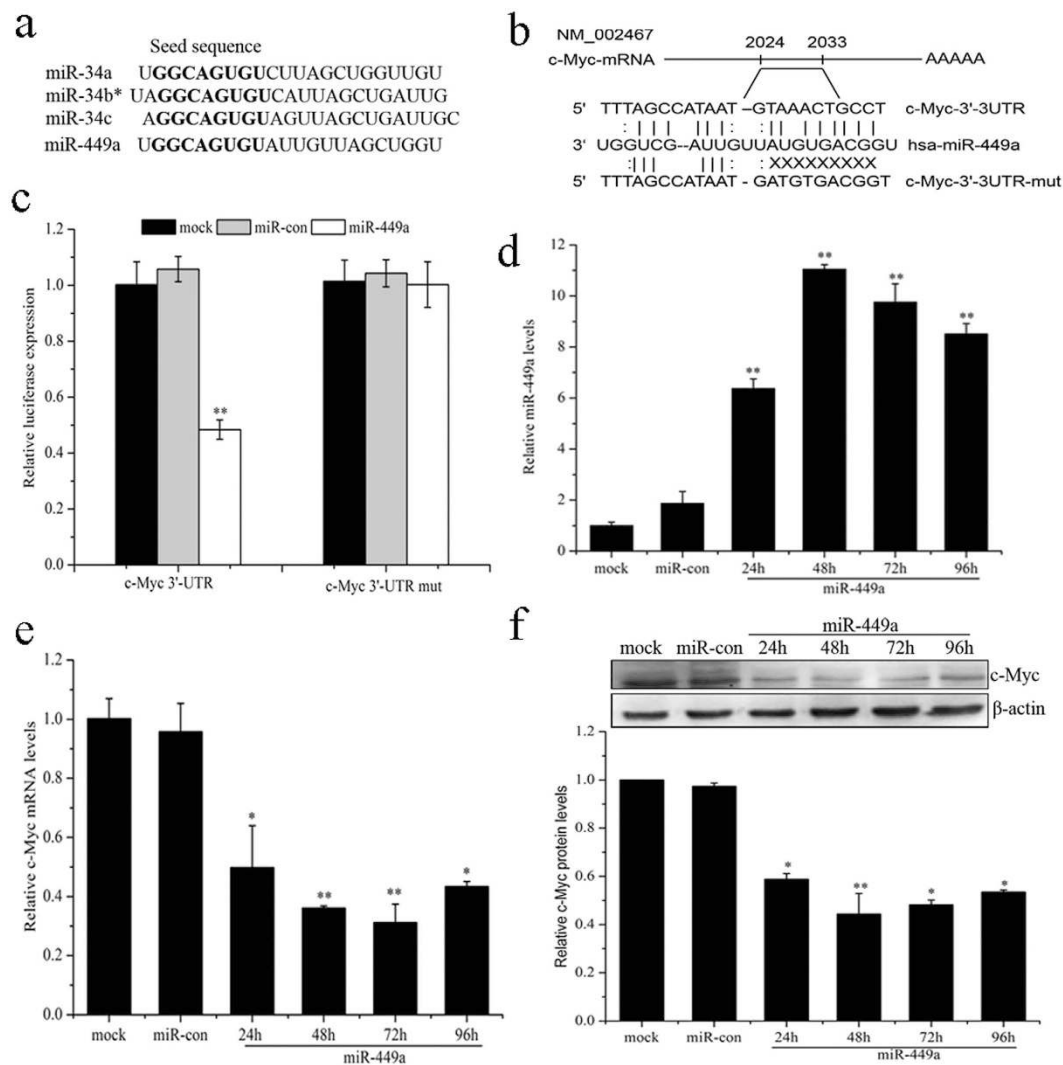 a
Seed sequence
miR-34a UGGCAGUGUCUUAGCUGGUUGU
miR-34b* UAGGCAGUGUCAUUAGCUGAUUG
miR-34c AGGCAGUGUAGUUAGCUGAUUGC
miR-449a UGGCAGUGUAUUGUUAGCUGGU
b
NM_002467
c-Myc-mRNA 2024 2033 AAAAA
5' TTTAGCCATAAT -GTAAACTGCCT c-Myc-3'-3UTR
: | | | | | | : : | | | | | | | |
3' UGGUCG--AUUGUUAUGUGACGGU hsa-miR-449a
: | | | | | | : : XXXXXXXXX
5' TTTAGCCATAAT - GATGTGACGGT c-Myc-3'-3UTR-mut
c
mock miR-con miR-449a
Relative luciferase expression
1.2
1.0
0.8
0.6
0.4
0.2
0.0
**
c-Myc 3'-UTR c-Myc 3'-UTR mut
d
Relative miR-449a levels
12
10
8
6
4
2
0
** ** ** **
mock miR-con 24h 48h 72h 96h
miR-449a
e
Relative c-Myc mRNA levels
1.2
1.0
0.8
0.6
0.4
0.2
0.0
* ** ** *
mock miR-con 24h 48h 72h 96h
miR-449a
f
miR-449a
mock miR-con 24h 48h 72h 96h
c-Myc
β-actin
Relative c-Myc protein levels
1.0
0.8
0.6
0.4
0.2
0.0
* ** * *
mock miR-con 24h 48h 72h 96h
miR-449a